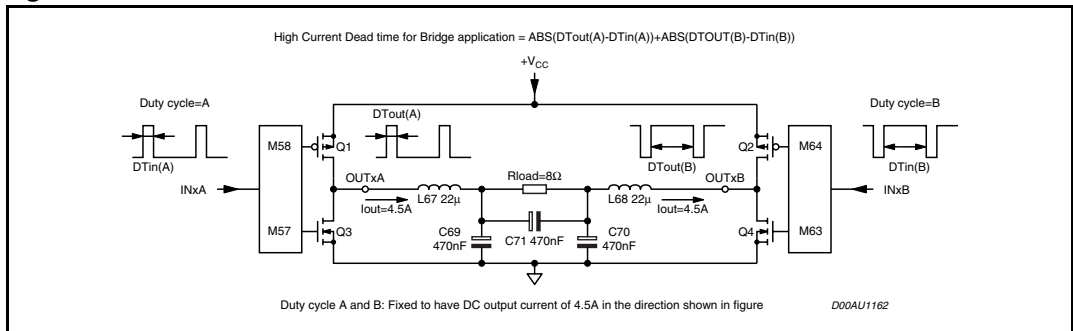 High Current Dead time for Bridge application = ABS(DTout(A)-DTin(A))+ABS(DTOUT(B)-DTin(B))
+VCC
Duty cycle=A
DTin(A)
INxA
M58
M57
Q1
Q3
DTout(A)
OUTxA
Iout=4.5A
L67 22μ
C69
470nF
Rload=8Ω
C71 470nF
C70
470nF
L68 22μ
Iout=4.5A
DTout(B)
OUTxB
Q2
Q4
M64
M63
Duty cycle=B
DTin(B)
INxB
Duty cycle A and B: Fixed to have DC output current of 4.5A in the direction shown in figure
D00AU1162